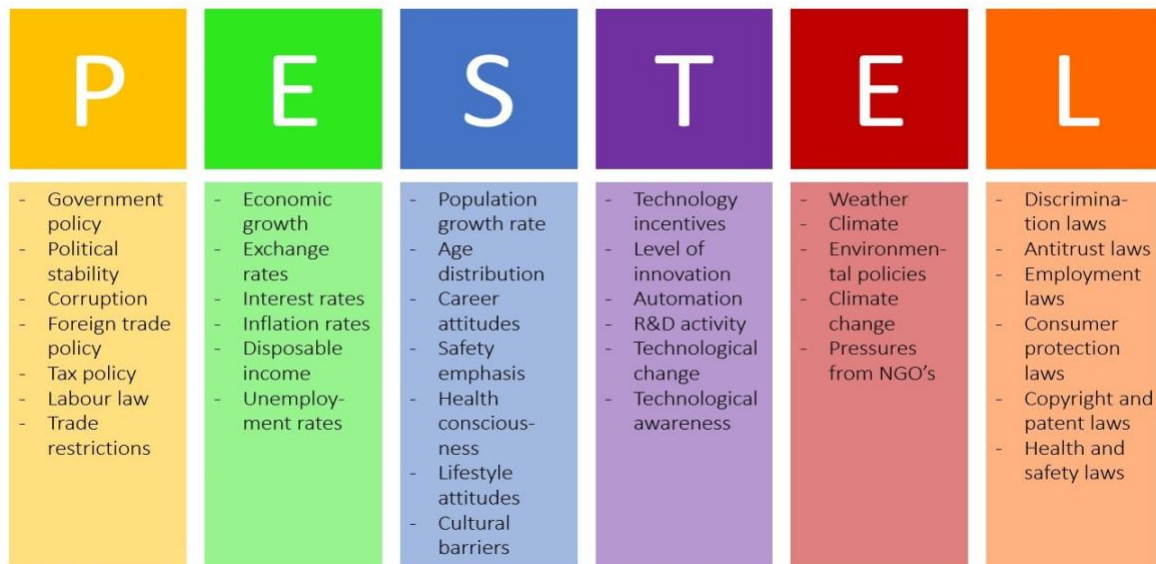 P
E
S
T
E
L
- Government
policy
- Political
stability
- Corruption
- Foreign trade
policy
- Tax policy
- Labour law
- Trade
restrictions
- Economic
growth
- Exchange
rates
- Interest rates
- Inflation rates
- Disposable
income
- Unemploy-
ment rates
- Population
growth rate
- Age
distribution
- Career
attitudes
- Safety
emphasis
- Health
conscious-
ness
- Lifestyle
attitudes
- Cultural
barriers
- Technology
incentives
- Level of
innovation
- Automation
- R&D activity
- Technological
change
- Technological
awareness
- Weather
- Climate
- Environmen-
tal policies
- Climate
change
- Pressures
from NGO's
- Discrimina-
tion laws
- Antitrust laws
- Employment
laws
- Consumer
protection
laws
- Copyright and
patent laws
- Health and
safety laws